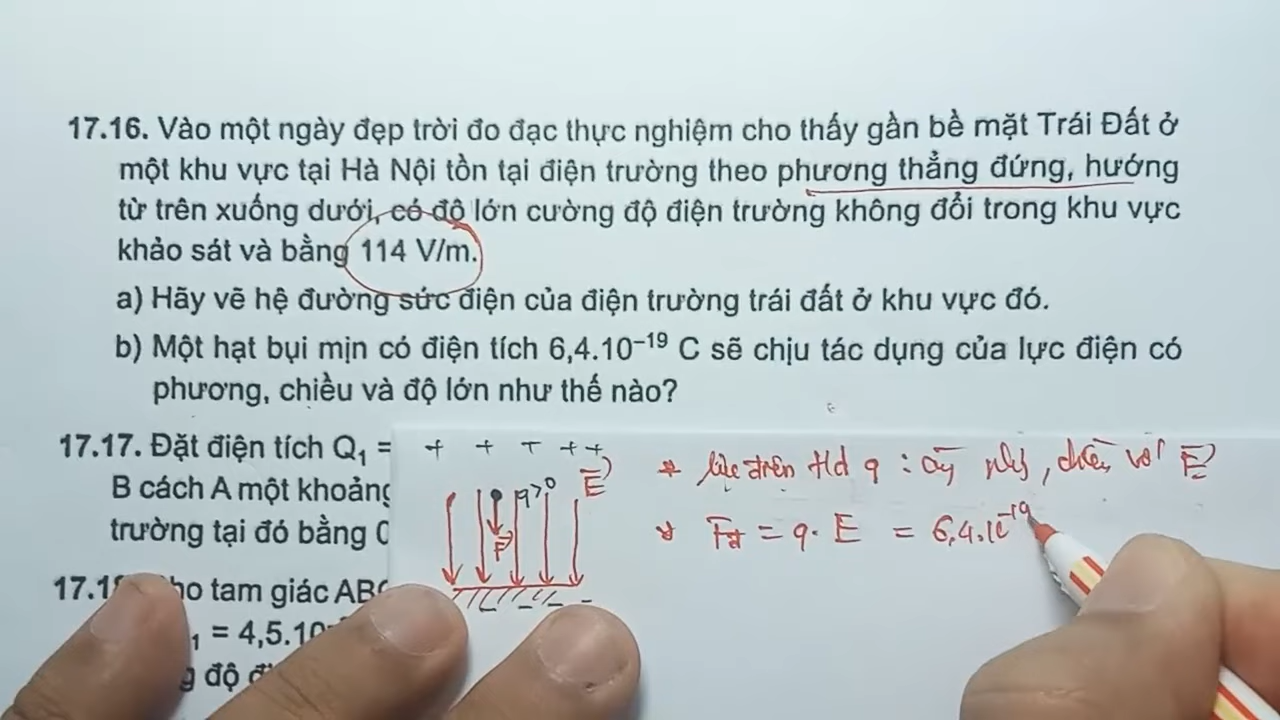 17.16. Vào một ngày đẹp trời đo đạc thực nghiệm cho thấy gần bề mặt Trái Đất ở
một khu vực tại Hà Nội tồn tại điện trường theo phương thẳng đứng, hướng
từ trên xuống dưới, có độ lớn cường độ điện trường không đổi trong khu vực
khảo sát và bằng 114 V/m.
a) Hãy vẽ hệ đường sức điện của điện trường trái đất ở khu vực đó.
b) Một hạt bụi mịn có điện tích 6,4.10⁻¹⁹ C sẽ chịu tác dụng của lực điện có
phương, chiều và độ lớn như thế nào?
17.17. Đặt điện tích Q₁ =
B cách A một khoảng
trường tại đó bằng
17.1 ho tam giác AB
₁ = 4,5.10
độ
+ + + + +
q>0 E
F
* lực điện q : , chiều với E
Fđ = q. E = 6,4.10⁻¹⁹